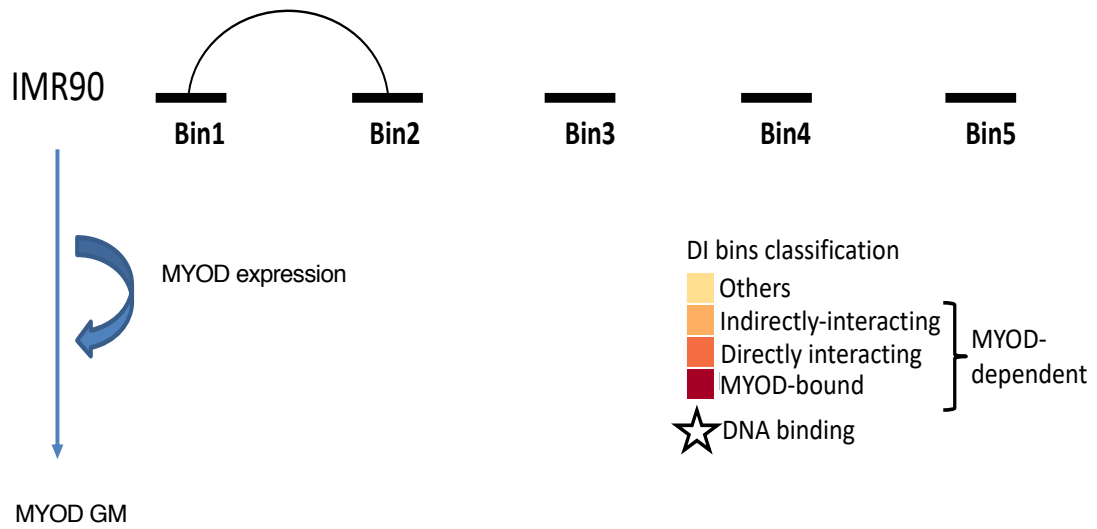 IMR90
Bin1 Bin2 Bin3 Bin4 Bin5
MYOD expression
DI bins classification
Others
Indirectly-interacting
Directly interacting
MYOD-bound
DNA binding
MYOD-
dependent
MYOD GM